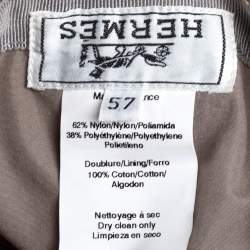 HERMES
57
62% Nylon/Nylon/Poliamida
38% Polyéthylène/Polyethylene
Polietileno
Doublure/Lining/Forro
100% Coton/Cotton/
Algodon
Nettoyage à sec
Dry clean only
Limpieza en seco